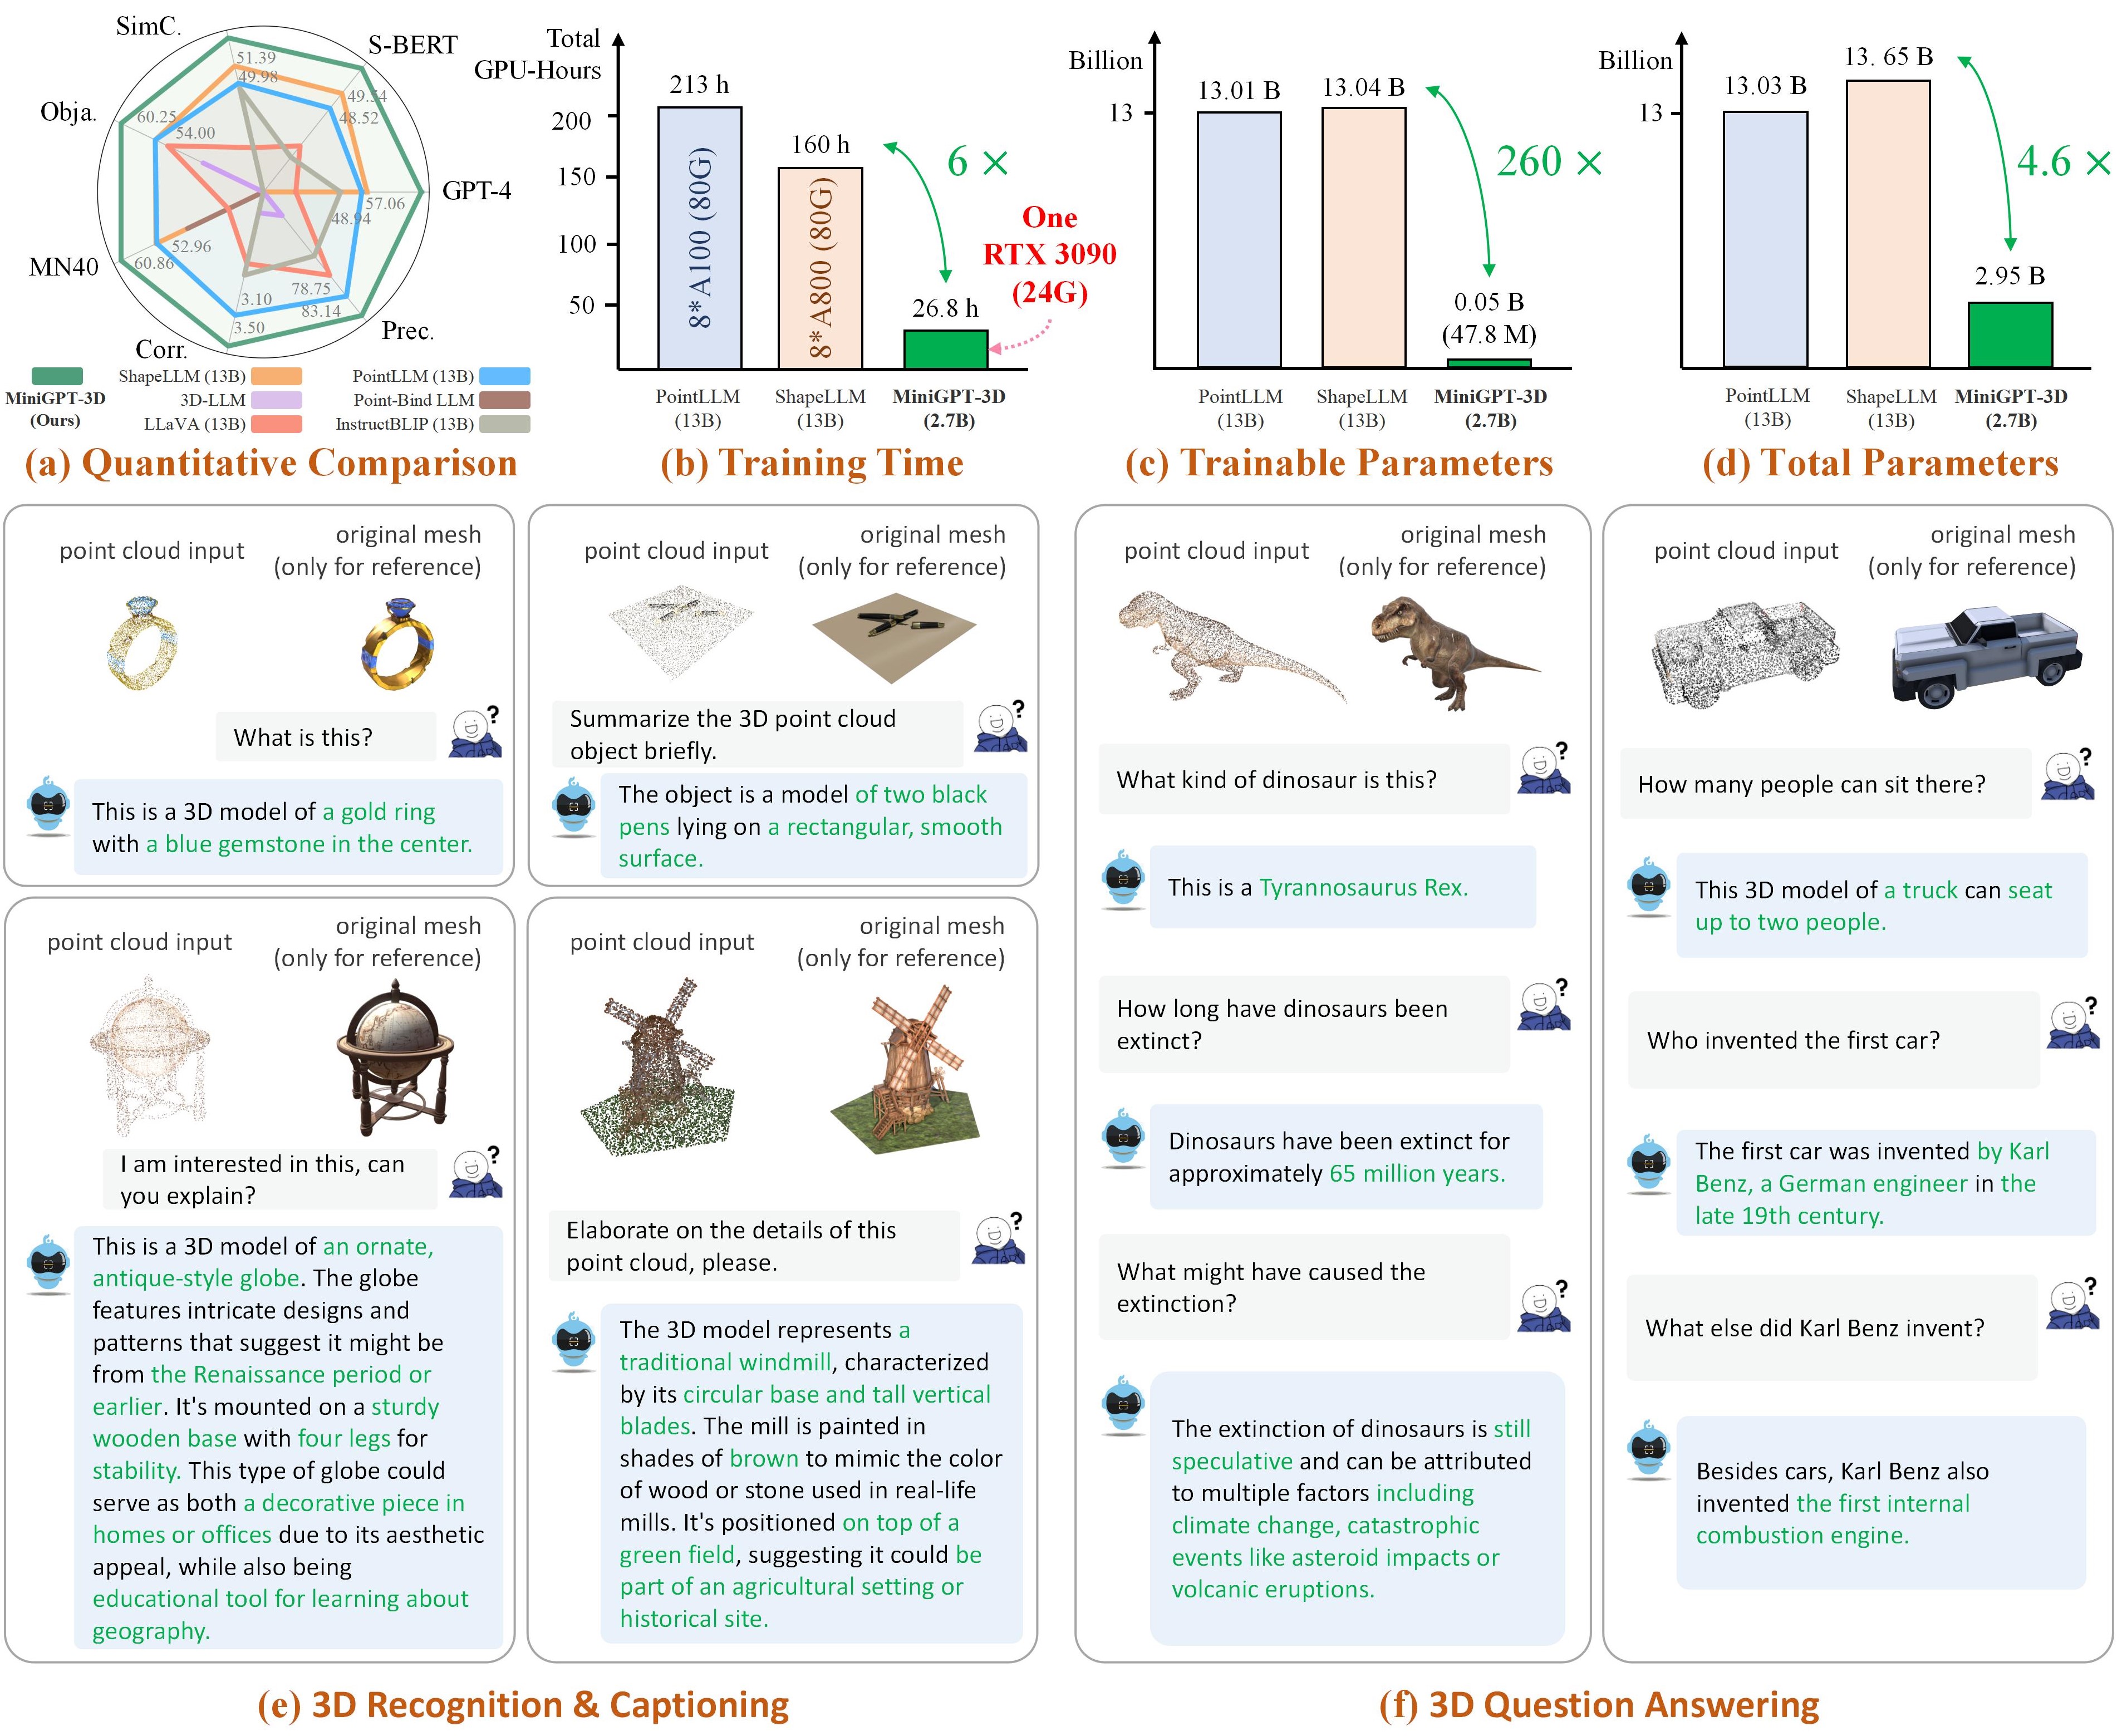 SimC.
S-BERT
Obja.
GPT-4
MN40
Corr.
Prec.
51.39
49.98
49.54
48.52
60.25
54.00
57.06
48.94
52.96
60.86
3.10
3.50
78.75
83.14
MiniGPT-3D
(Ours)
ShapeLLM (13B)
3D-LLM
LLaVA (13B)
PointLLM (13B)
Point-Bind LLM
InstructBLIP (13B)
(a) Quantitative Comparison
Total
GPU-Hours
200
150
100
50
213 h
160 h
26.8 h
8*A100 (80G)
8*A800 (80G)
6 ×
One
RTX 3090
(24G)
PointLLM
(13B)
ShapeLLM
(13B)
MiniGPT-3D
(2.7B)
(b) Training Time
Billion
13
13.01 B
13.04 B
260 ×
0.05 B
(47.8 M)
PointLLM
(13B)
ShapeLLM
(13B)
MiniGPT-3D
(2.7B)
(c) Trainable Parameters
Billion
13
13.03 B
13. 65 B
4.6 ×
2.95 B
PointLLM
(13B)
ShapeLLM
(13B)
MiniGPT-3D
(2.7B)
(d) Total Parameters
point cloud input
original mesh
(only for reference)
What is this?
?
This is a 3D model of a gold ring
with a blue gemstone in the center.
point cloud input
original mesh
(only for reference)
Summarize the 3D point cloud
object briefly.
?
The object is a model of two black
pens lying on a rectangular, smooth
surface.
point cloud input
original mesh
(only for reference)
I am interested in this, can
you explain?
?
This is a 3D model of an ornate,
antique-style globe. The globe
features intricate designs and
patterns that suggest it might be
from the Renaissance period or
earlier. It's mounted on a sturdy
wooden base with four legs for
stability. This type of globe could
serve as both a decorative piece in
homes or offices due to its aesthetic
appeal, while also being
educational tool for learning about
geography.
point cloud input
original mesh
(only for reference)
Elaborate on the details of this
point cloud, please.
?
The 3D model represents a
traditional windmill, characterized
by its circular base and tall vertical
blades. The mill is painted in
shades of brown to mimic the color
of wood or stone used in real-life
mills. It's positioned on top of a
green field, suggesting it could be
part of an agricultural setting or
historical site.
(e) 3D Recognition & Captioning
point cloud input
original mesh
(only for reference)
What kind of dinosaur is this?
?
This is a Tyrannosaurus Rex.
How long have dinosaurs been
extinct?
?
Dinosaurs have been extinct for
approximately 65 million years.
What might have caused the
extinction?
?
The extinction of dinosaurs is still
speculative and can be attributed
to multiple factors including
climate change, catastrophic
events like asteroid impacts or
volcanic eruptions.
point cloud input
original mesh
(only for reference)
How many people can sit there?
?
This 3D model of a truck can seat
up to two people.
Who invented the first car?
?
The first car was invented by Karl
Benz, a German engineer in the
late 19th century.
What else did Karl Benz invent?
?
Besides cars, Karl Benz also
invented the first internal
combustion engine.
(f) 3D Question Answering